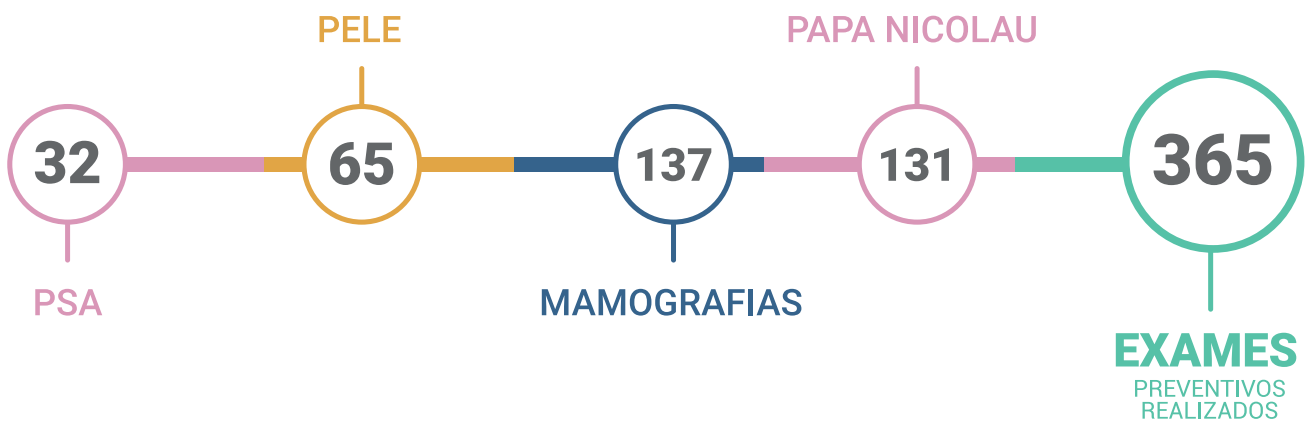 PELE
PAPA NICOLAU
32
65
137
131
365
PSA
MAMOGRAFIAS
EXAMES
PREVENTIVOS
REALIZADOS